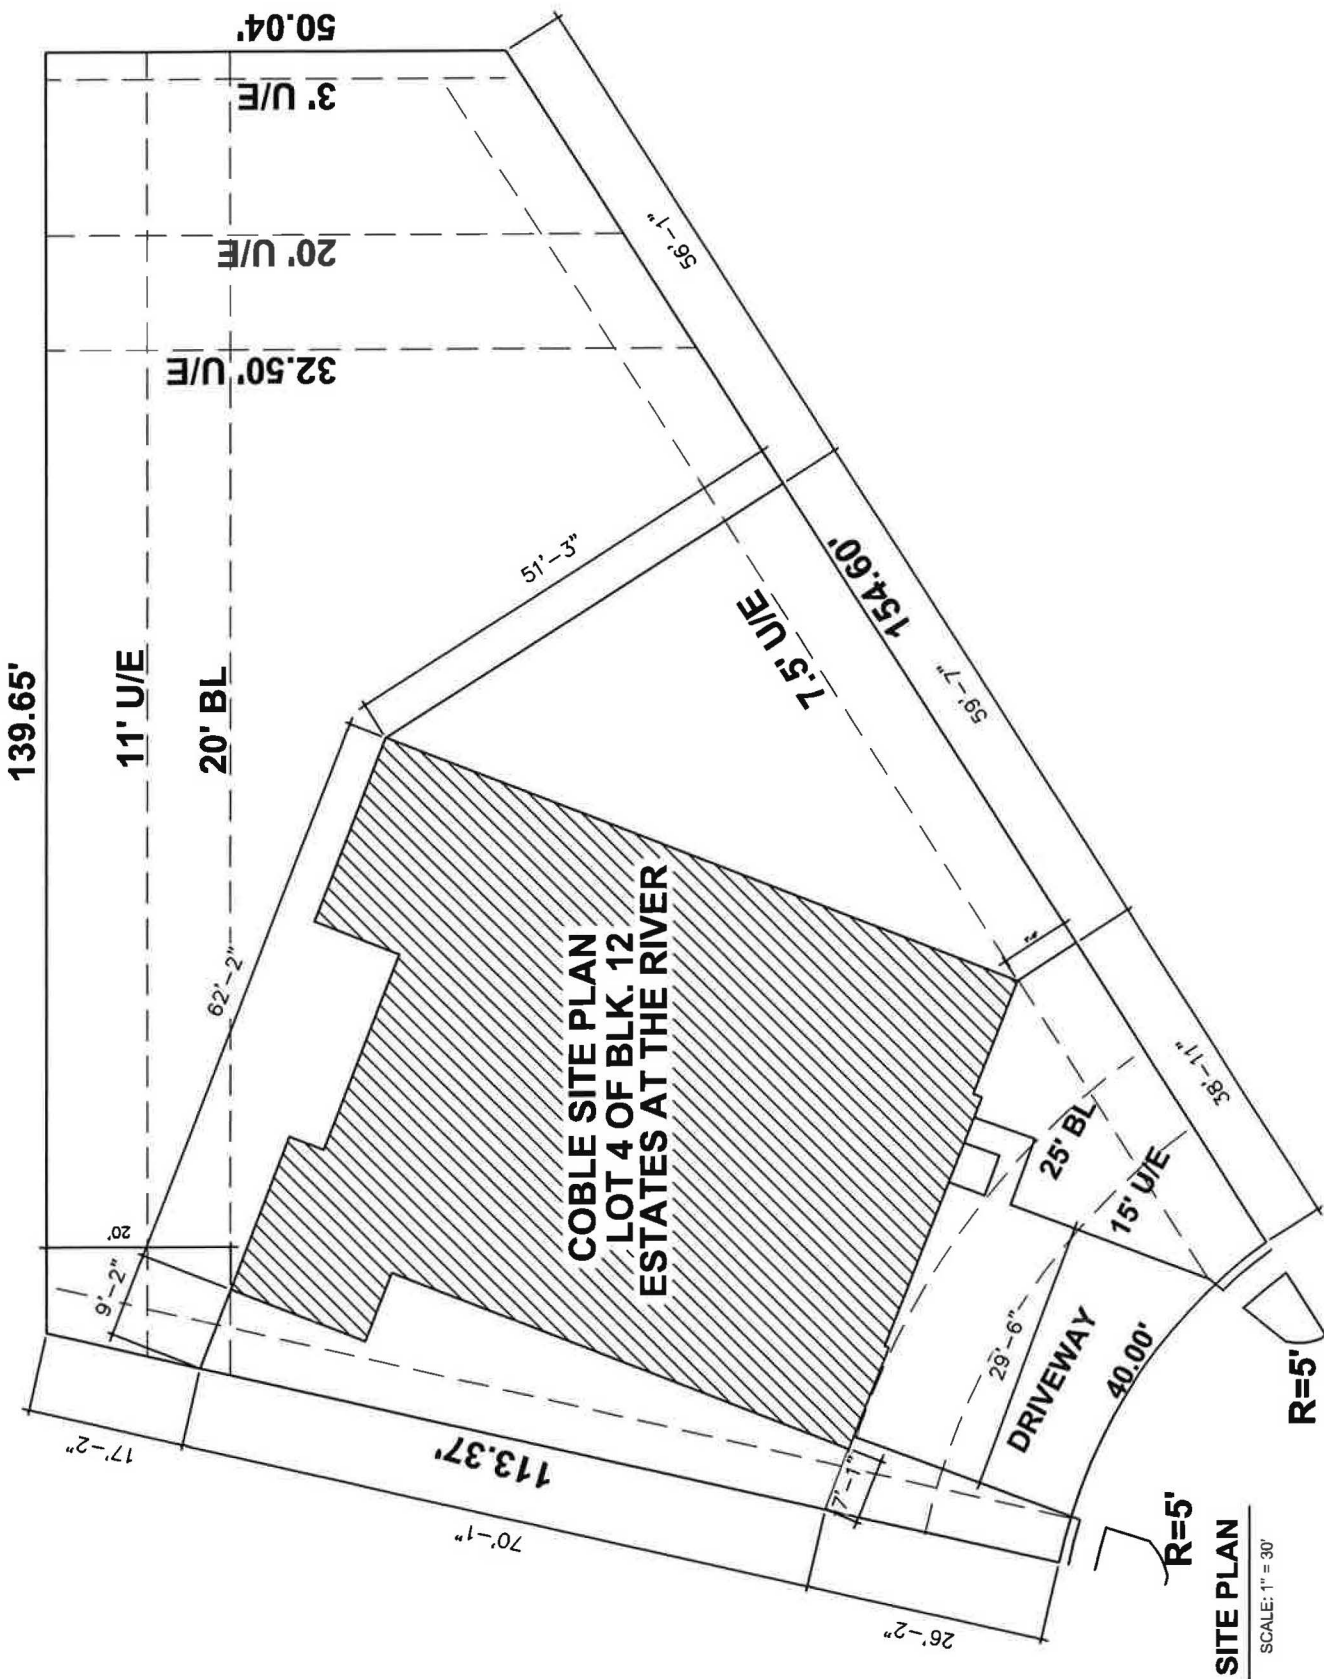 50.04'
3' U/E
20' U/E
32.50' U/E
139.65'
11' U/E
20' BL
56'-1"
51'-3"
7.5' U/E
154.60'
59'-7"
62'-2"
20'
9'-2"
COBLE SITE PLAN
LOT 4 OF BLK. 12
ESTATES AT THE RIVER
25' BL
15' U/E
38'-11"
17'-2"
113.37'
70'-1"
7'-1"
29'-6"
DRIVEWAY
40.00'
R=5'
R=5'
26'-2"
SITE PLAN
SCALE: 1" = 30'